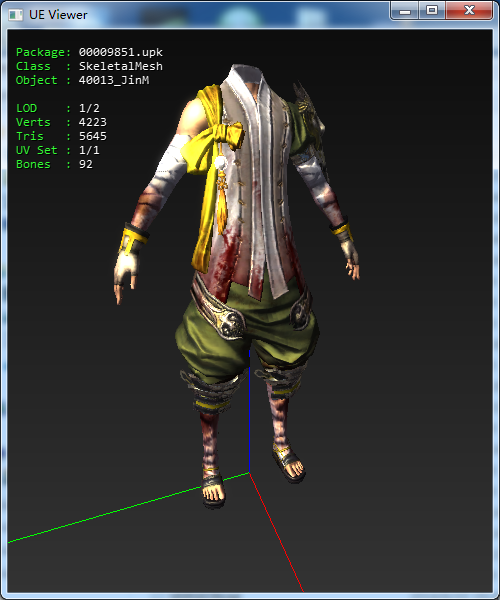 UE Viewer
Package: 00009851.upk
Class : SkeletalMesh
Object : 40013_JinM
LOD : 1/2
Verts : 4223
Tris : 5645
UV Set : 1/1
Bones : 92